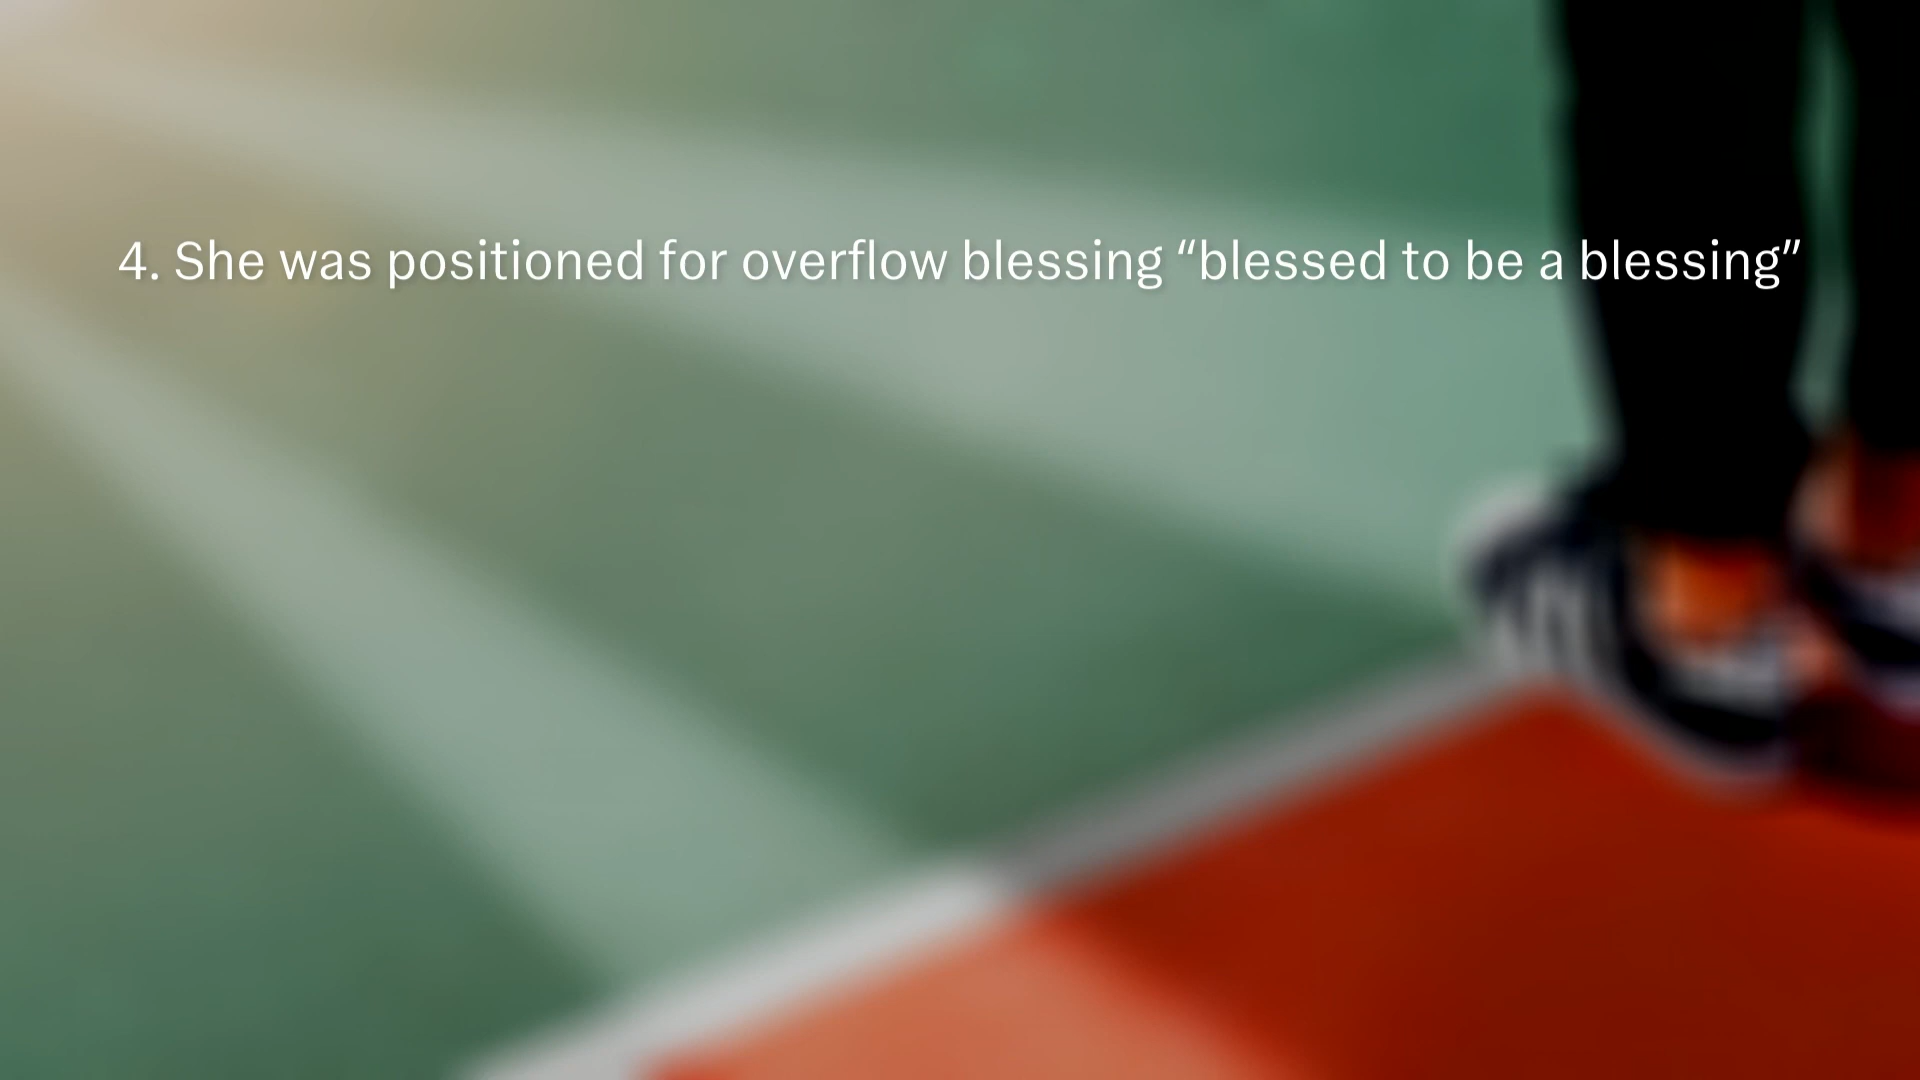 4. She was positioned for overflow blessing “blessed to be a blessing”